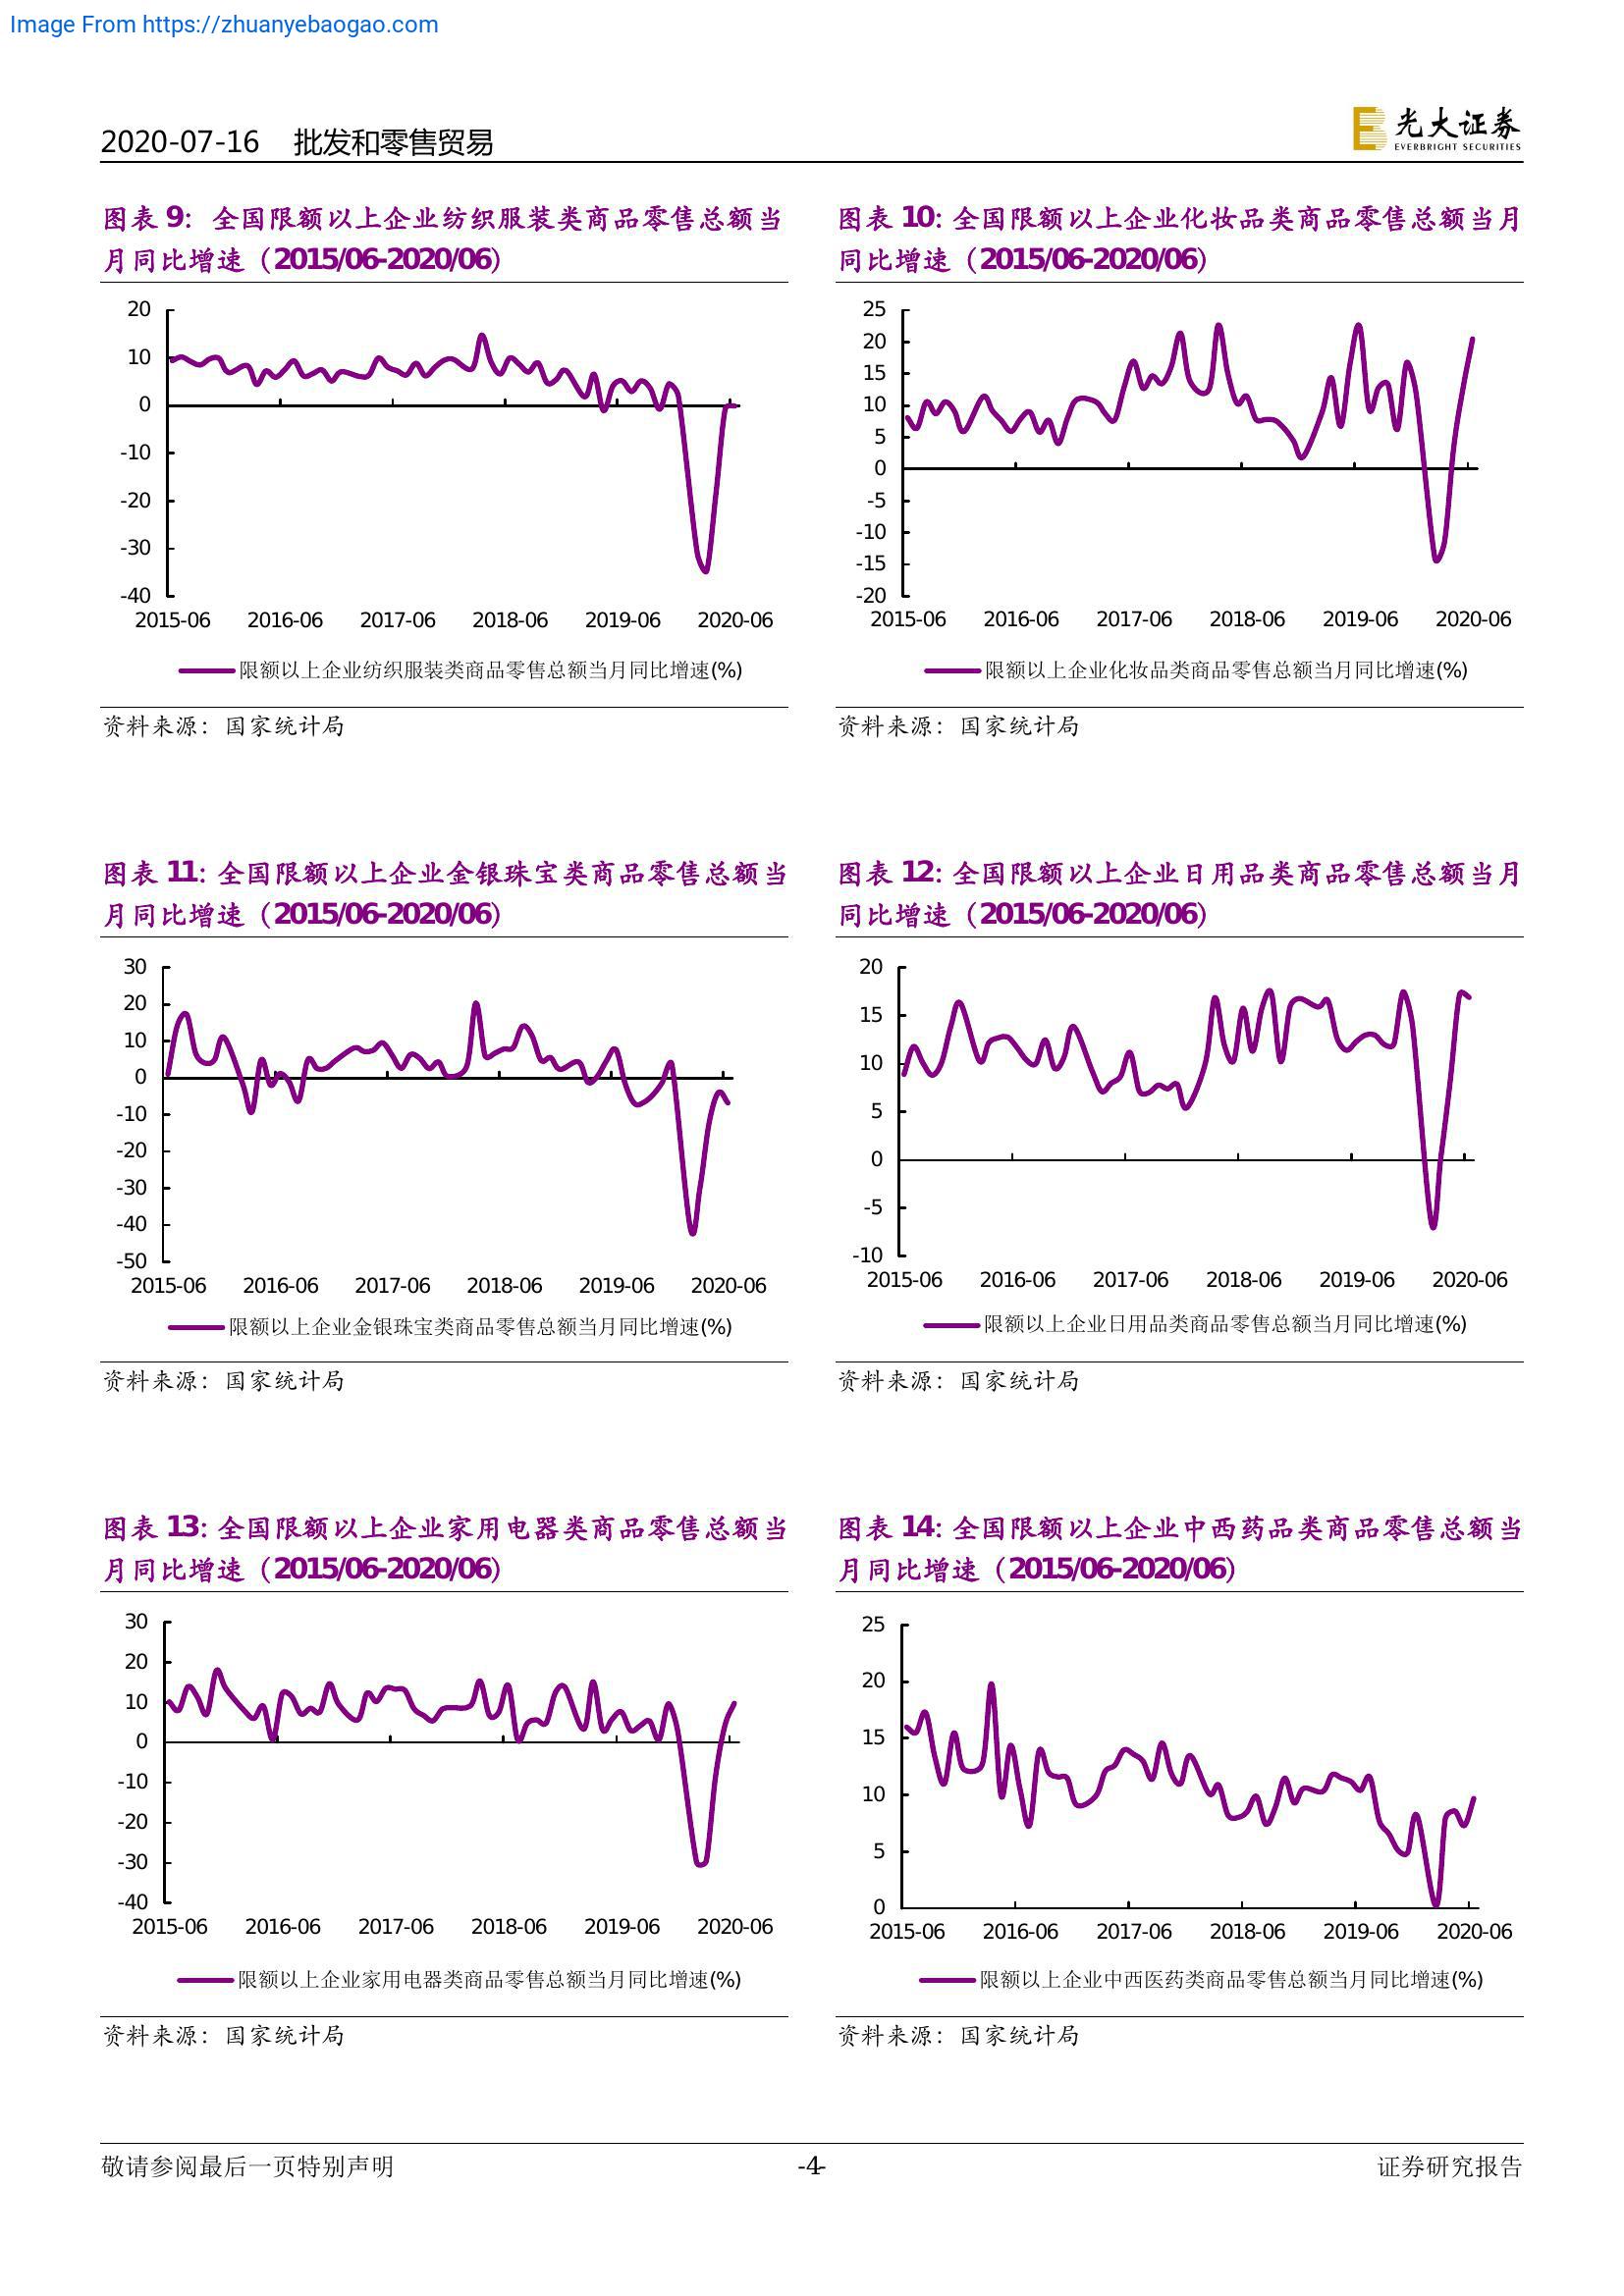 Image From https://zhuanyebaogao.com
2020-07-16 批发和零售贸易
光大证券
EVERBRIGHT SECURITIES
图表 9: 全国限额以上企业纺织服装类商品零售总额当
月同比增速（2015/06-2020/06）
20
10
0
-10
-20
-30
-40
2015-06 2016-06 2017-06 2018-06 2019-06 2020-06
限额以上企业纺织服装类商品零售总额当月同比增速(%)
资料来源：国家统计局
图表 10: 全国限额以上企业化妆品类商品零售总额当月
同比增速（2015/06-2020/06）
25
20
15
10
5
0
-5
-10
-15
-20
2015-06 2016-06 2017-06 2018-06 2019-06 2020-06
限额以上企业化妆品类商品零售总额当月同比增速(%)
资料来源：国家统计局
图表 11: 全国限额以上企业金银珠宝类商品零售总额当
月同比增速（2015/06-2020/06）
30
20
10
0
-10
-20
-30
-40
-50
2015-06 2016-06 2017-06 2018-06 2019-06 2020-06
限额以上企业金银珠宝类商品零售总额当月同比增速(%)
资料来源：国家统计局
图表 12: 全国限额以上企业日用品类商品零售总额当月
同比增速（2015/06-2020/06）
20
15
10
5
0
-5
-10
2015-06 2016-06 2017-06 2018-06 2019-06 2020-06
限额以上企业日用品类商品零售总额当月同比增速(%)
资料来源：国家统计局
图表 13: 全国限额以上企业家用电器类商品零售总额当
月同比增速（2015/06-2020/06）
30
20
10
0
-10
-20
-30
-40
2015-06 2016-06 2017-06 2018-06 2019-06 2020-06
限额以上企业家用电器类商品零售总额当月同比增速(%)
资料来源：国家统计局
图表 14: 全国限额以上企业中西药品类商品零售总额当
月同比增速（2015/06-2020/06）
25
20
15
10
5
0
2015-06 2016-06 2017-06 2018-06 2019-06 2020-06
限额以上企业中西医药类商品零售总额当月同比增速(%)
资料来源：国家统计局
敬请参阅最后一页特别声明 -4- 证券研究报告